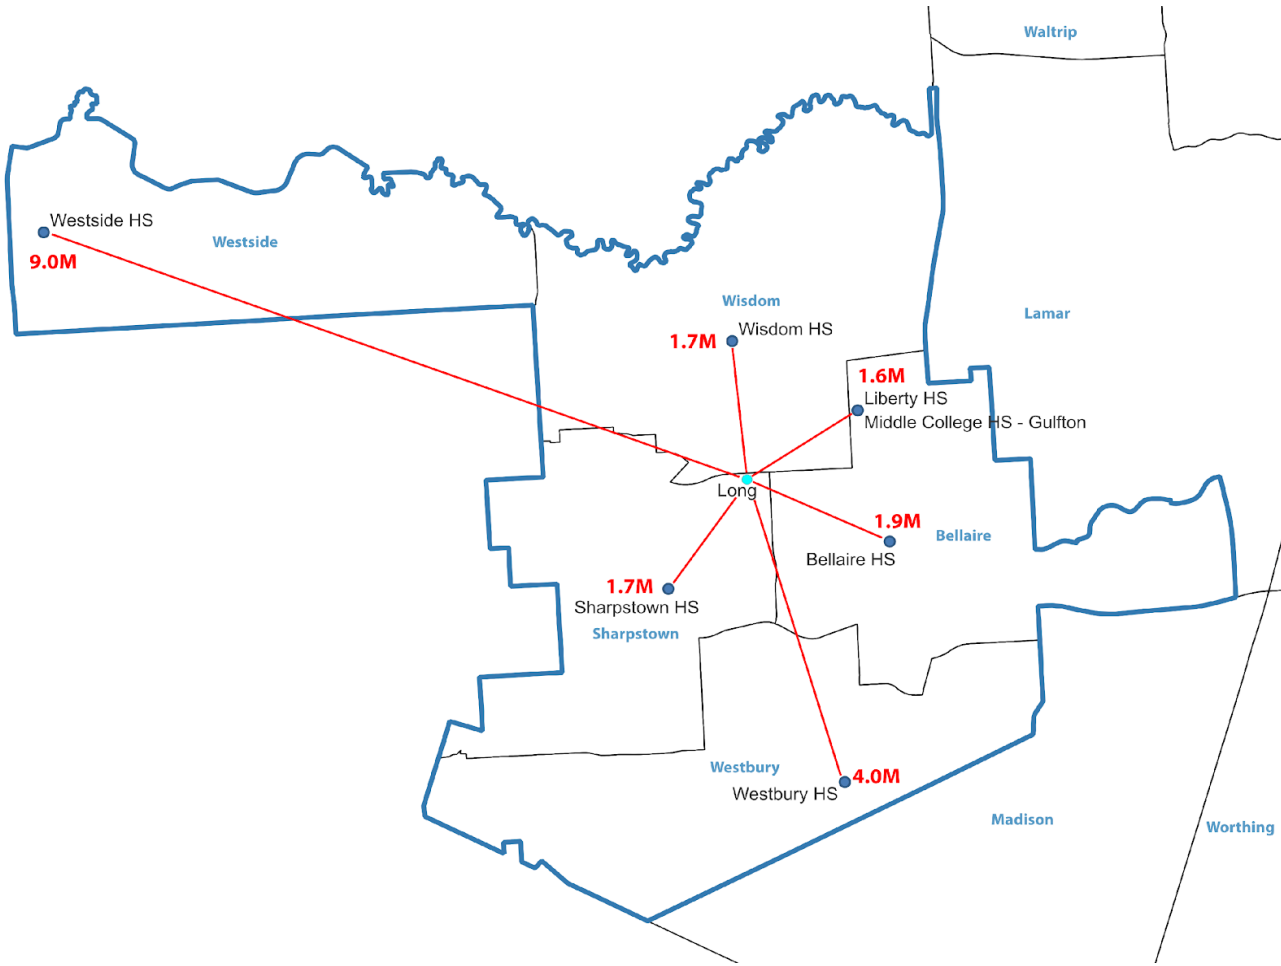 Waltrip
Westside HS
Westside
9.0M
Wisdom
Lamar
Wisdom HS
1.7M
1.6M
Liberty HS
Middle College HS - Gulfton
Long
1.9M
Bellaire
Bellaire HS
1.7M
Sharpstown HS
Sharpstown
Westbury
4.0M
Westbury HS
Madison
Worthing